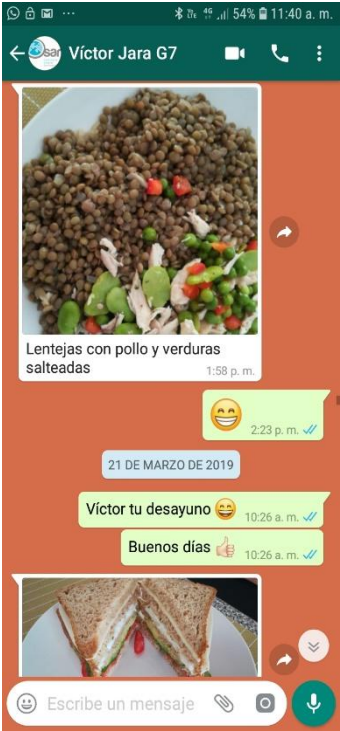 54% 11:40 a. m.
Víctor Jara G7
Lentejas con pollo y verduras
salteadas
1:58 p. m.
2:23 p. m.
21 DE MARZO DE 2019
Víctor tu desayuno 😁 10:26 a. m.
Buenos días 👍🏻 10:26 a. m.
Escribe un mensaje